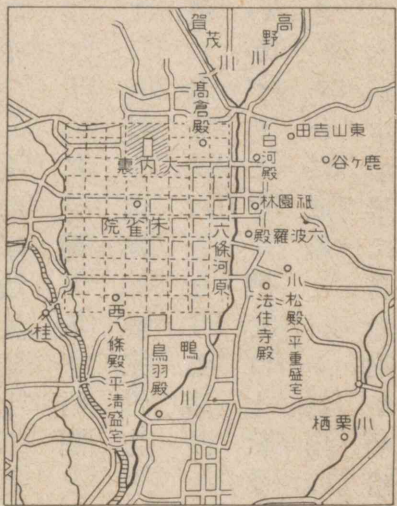 高野川
賀茂川
高倉殿
大内裏
白河殿
東山吉田
鹿ヶ谷
朱雀院
祇園林
六波羅殿
六條河原
小松殿(平重盛宅)
法住寺殿
桂
西八條殿(平清盛宅)
鳥羽殿
鴨川
小栗栖